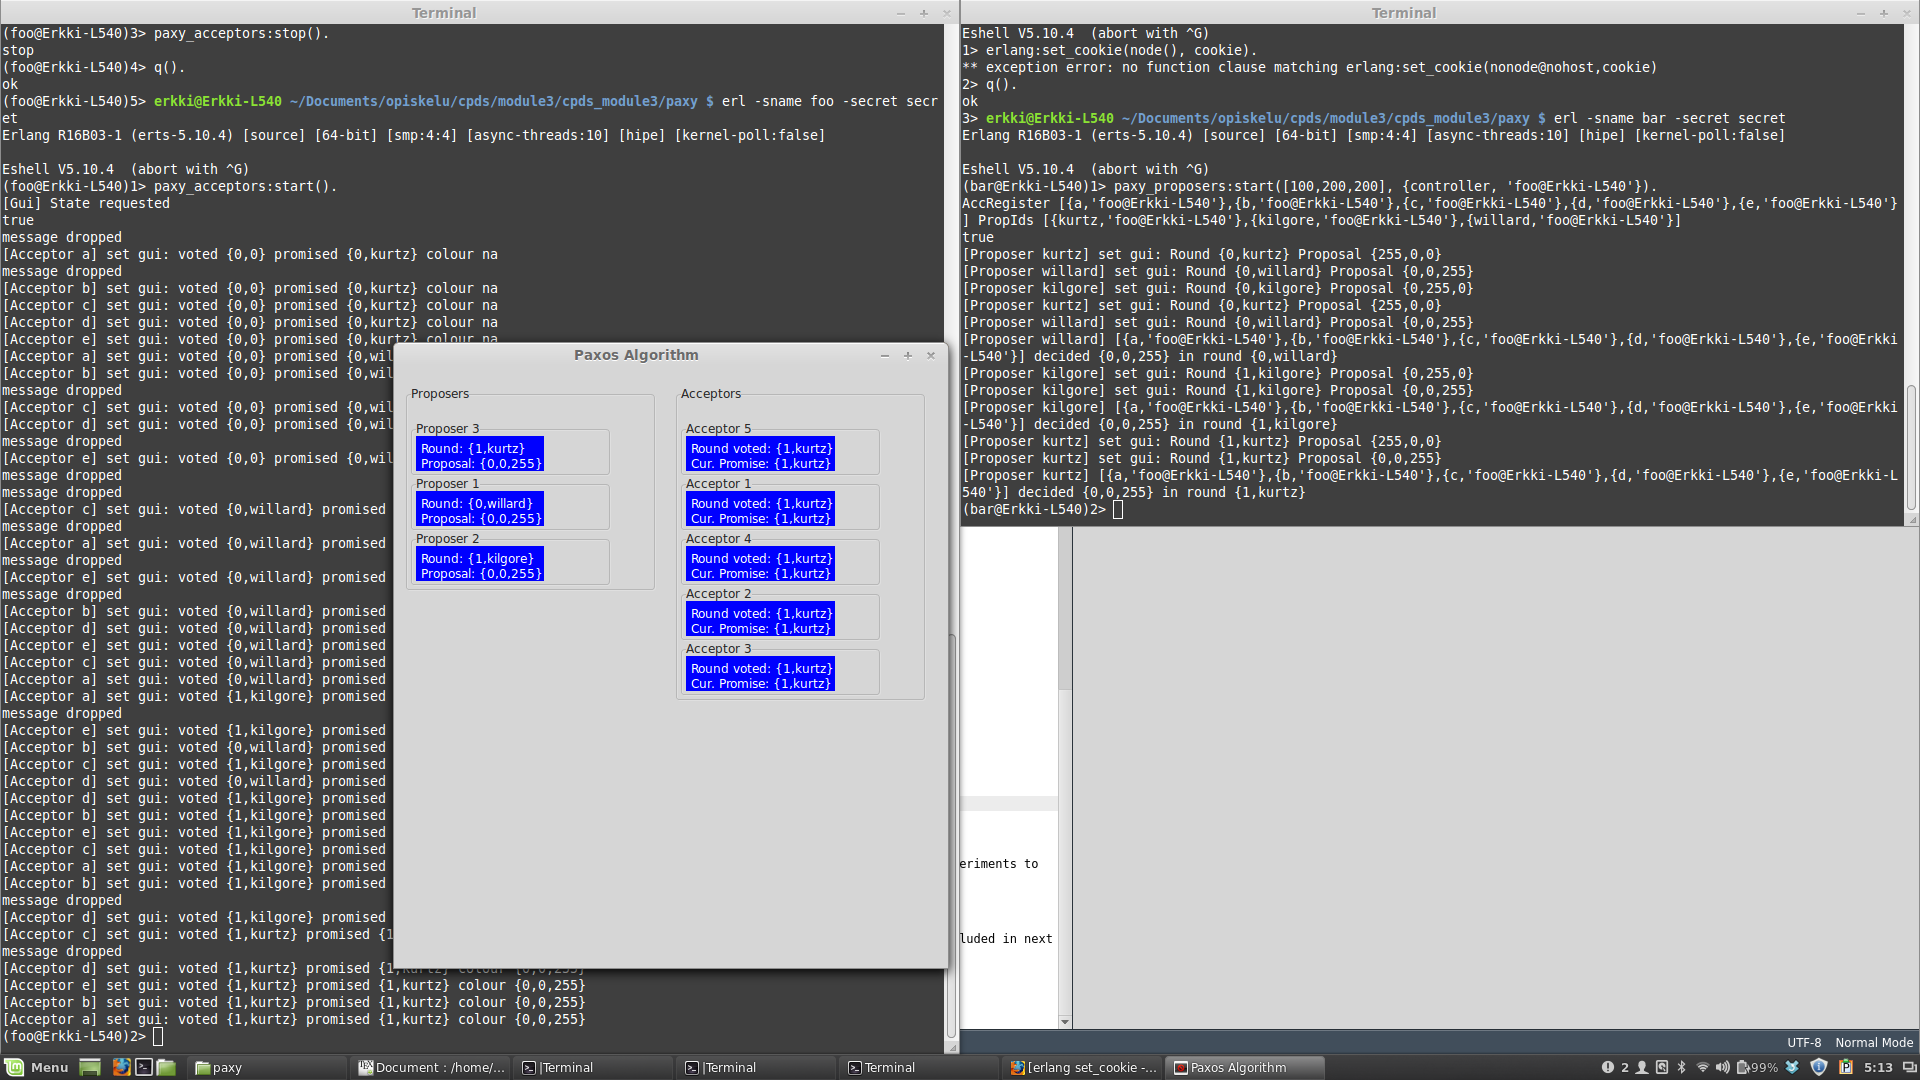 Terminal
(foo@Erkki-L540)3> paxy_acceptors:stop().
stop
(foo@Erkki-L540)4> q().
ok
(foo@Erkki-L540)5> erkki@Erkki-L540 ~/Documents/opiskelu/cpds/module3/cpds_module3/paxy $ erl -sname foo -secret secr
et
Erlang R16B03-1 (erts-5.10.4) [source] [64-bit] [smp:4:4] [async-threads:10] [hipe] [kernel-poll:false]
Eshell V5.10.4  (abort with ^G)
(foo@Erkki-L540)1> paxy_acceptors:start().
[Gui] State requested
true
message dropped
[Acceptor a] set gui: voted {0,0} promised {0,kurtz} colour na
message dropped
[Acceptor b] set gui: voted {0,0} promised {0,kurtz} colour na
[Acceptor c] set gui: voted {0,0} promised {0,kurtz} colour na
[Acceptor d] set gui: voted {0,0} promised {0,kurtz} colour na
[Acceptor e] set gui: voted {0,0} promised {0,kurtz} colour na
[Acceptor a] set gui: voted {0,0} promised {0,wil
[Acceptor b] set gui: voted {0,0} promised {0,wil
message dropped
[Acceptor c] set gui: voted {0,0} promised {0,wil
[Acceptor d] set gui: voted {0,0} promised {0,wil
message dropped
[Acceptor e] set gui: voted {0,0} promised {0,wil
message dropped
message dropped
[Acceptor c] set gui: voted {0,willard} promised
message dropped
[Acceptor a] set gui: voted {0,willard} promised
message dropped
[Acceptor e] set gui: voted {0,willard} promised
message dropped
[Acceptor b] set gui: voted {0,willard} promised
[Acceptor d] set gui: voted {0,willard} promised
[Acceptor e] set gui: voted {0,willard} promised
[Acceptor c] set gui: voted {0,willard} promised
[Acceptor a] set gui: voted {0,willard} promised
[Acceptor a] set gui: voted {1,kilgore} promised
message dropped
[Acceptor e] set gui: voted {1,kilgore} promised
[Acceptor b] set gui: voted {0,willard} promised
[Acceptor c] set gui: voted {1,kilgore} promised
[Acceptor d] set gui: voted {0,willard} promised
[Acceptor d] set gui: voted {1,kilgore} promised
[Acceptor b] set gui: voted {1,kilgore} promised
[Acceptor e] set gui: voted {1,kilgore} promised
[Acceptor c] set gui: voted {1,kilgore} promised
[Acceptor a] set gui: voted {1,kilgore} promised
[Acceptor b] set gui: voted {1,kilgore} promised
message dropped
[Acceptor d] set gui: voted {1,kilgore} promised
[Acceptor c] set gui: voted {1,kurtz} promised {1
message dropped
[Acceptor d] set gui: voted {1,kurtz} promised {1,kurtz} colour {0,0,255}
[Acceptor e] set gui: voted {1,kurtz} promised {1,kurtz} colour {0,0,255}
[Acceptor b] set gui: voted {1,kurtz} promised {1,kurtz} colour {0,0,255}
[Acceptor a] set gui: voted {1,kurtz} promised {1,kurtz} colour {0,0,255}
(foo@Erkki-L540)2>
Paxos Algorithm
Proposers
Proposer 3
Round: {1,kurtz}
Proposal: {0,0,255}
Proposer 1
Round: {0,willard}
Proposal: {0,0,255}
Proposer 2
Round: {1,kilgore}
Proposal: {0,0,255}
Acceptors
Acceptor 5
Round voted: {1,kurtz}
Cur. Promise: {1,kurtz}
Acceptor 1
Round voted: {1,kurtz}
Cur. Promise: {1,kurtz}
Acceptor 4
Round voted: {1,kurtz}
Cur. Promise: {1,kurtz}
Acceptor 2
Round voted: {1,kurtz}
Cur. Promise: {1,kurtz}
Acceptor 3
Round voted: {1,kurtz}
Cur. Promise: {1,kurtz}
Terminal
Eshell V5.10.4  (abort with ^G)
1> erlang:set_cookie(node(), cookie).
** exception error: no function clause matching erlang:set_cookie(nonode@nohost,cookie)
2> q().
ok
3> erkki@Erkki-L540 ~/Documents/opiskelu/cpds/module3/cpds_module3/paxy $ erl -sname bar -secret secret
Erlang R16B03-1 (erts-5.10.4) [source] [64-bit] [smp:4:4] [async-threads:10] [hipe] [kernel-poll:false]
Eshell V5.10.4  (abort with ^G)
(bar@Erkki-L540)1> paxy_proposers:start([100,200,200], {controller, 'foo@Erkki-L540'}).
AccRegister [{a,'foo@Erkki-L540'},{b,'foo@Erkki-L540'},{c,'foo@Erkki-L540'},{d,'foo@Erkki-L540'},{e,'foo@Erkki-L540'}
] PropIds [{kurtz,'foo@Erkki-L540'},{kilgore,'foo@Erkki-L540'},{willard,'foo@Erkki-L540'}]
true
[Proposer kurtz] set gui: Round {0,kurtz} Proposal {255,0,0}
[Proposer willard] set gui: Round {0,willard} Proposal {0,0,255}
[Proposer kilgore] set gui: Round {0,kilgore} Proposal {0,255,0}
[Proposer kurtz] set gui: Round {0,kurtz} Proposal {255,0,0}
[Proposer willard] set gui: Round {0,willard} Proposal {0,0,255}
[Proposer willard] [{a,'foo@Erkki-L540'},{b,'foo@Erkki-L540'},{c,'foo@Erkki-L540'},{d,'foo@Erkki-L540'},{e,'foo@Erkki
-L540'}] decided {0,0,255} in round {0,willard}
[Proposer kilgore] set gui: Round {1,kilgore} Proposal {0,255,0}
[Proposer kilgore] set gui: Round {1,kilgore} Proposal {0,0,255}
[Proposer kilgore] [{a,'foo@Erkki-L540'},{b,'foo@Erkki-L540'},{c,'foo@Erkki-L540'},{d,'foo@Erkki-L540'},{e,'foo@Erkki
-L540'}] decided {0,0,255} in round {1,kilgore}
[Proposer kurtz] set gui: Round {1,kurtz} Proposal {255,0,0}
[Proposer kurtz] set gui: Round {1,kurtz} Proposal {0,0,255}
[Proposer kurtz] [{a,'foo@Erkki-L540'},{b,'foo@Erkki-L540'},{c,'foo@Erkki-L540'},{d,'foo@Erkki-L540'},{e,'foo@Erkki-L
540'}] decided {0,0,255} in round {1,kurtz}
(bar@Erkki-L540)2>
eriments to
luded in next
UTF-8 Normal Mode
Menu
paxy
Document : /home/...
|Terminal
|Terminal
Terminal
[erlang set_cookie -...
Paxos Algorithm
2
99%
5:13